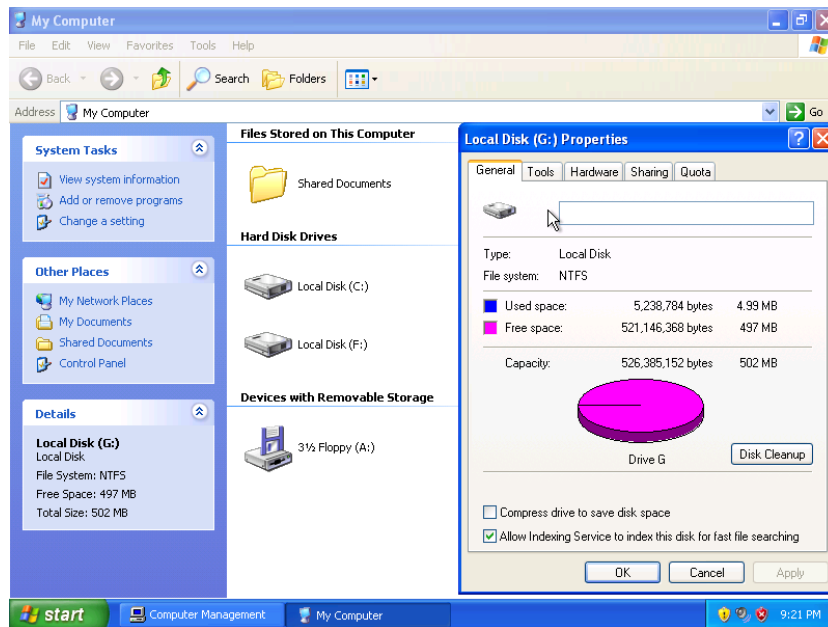 My Computer
File Edit View Favorites Tools Help
Back Search Folders
Address My Computer Go
System Tasks
View system information
Add or remove programs
Change a setting
Other Places
My Network Places
My Documents
Shared Documents
Control Panel
Details
Local Disk (G:)
Local Disk
File System: NTFS
Free Space: 497 MB
Total Size: 502 MB
Files Stored on This Computer
Shared Documents
Hard Disk Drives
Local Disk (C:)
Local Disk (F:)
Devices with Removable Storage
3½ Floppy (A:)
Local Disk (G:) Properties
General Tools Hardware Sharing Quota
Type: Local Disk
File system: NTFS
Used space: 5,238,784 bytes 4.99 MB
Free space: 521,146,368 bytes 497 MB
Capacity: 526,385,152 bytes 502 MB
Drive G
Disk Cleanup
Compress drive to save disk space
Allow Indexing Service to index this disk for fast file searching
OK Cancel Apply
start Computer Management My Computer 9:21 PM